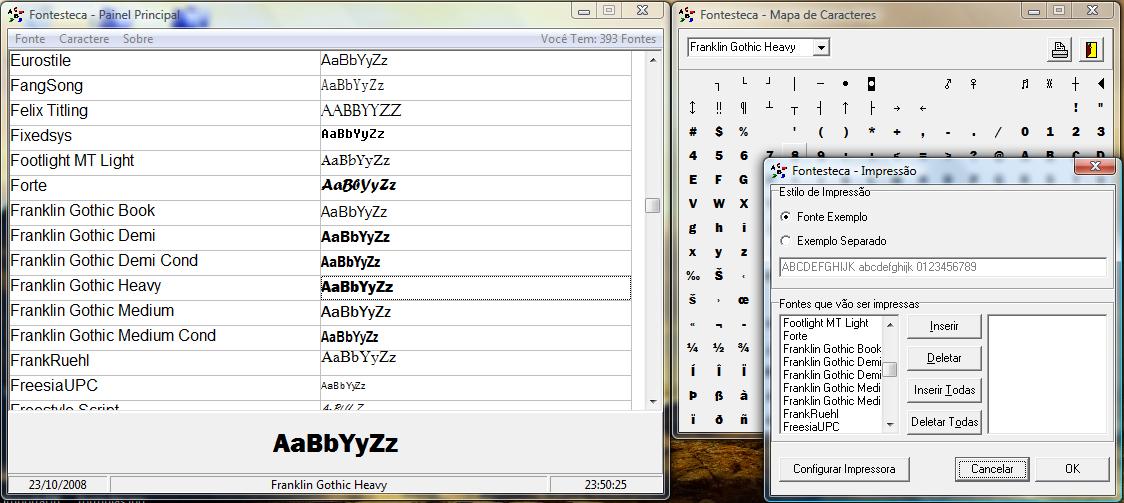 Fontesteca - Painel Principal
Fonte Caractere Sobre Você Tem: 393 Fontes
Eurostile AaBbYyZz
FangSong AaBbYyZz
Felix Titling AABBYYZZ
Fixedsys AaBbYyZz
Footlight MT Light AaBbYyZz
Forte AaBbYyZz
Franklin Gothic Book AaBbYyZz
Franklin Gothic Demi AaBbYyZz
Franklin Gothic Demi Cond AaBbYyZz
Franklin Gothic Heavy AaBbYyZz
Franklin Gothic Medium AaBbYyZz
Franklin Gothic Medium Cond AaBbYyZz
FrankRuehl AaBbYyZz
FreesiaUPC AaBbYyZz
Freestyle Script
AaBbYyZz
23/10/2008 Franklin Gothic Heavy 23:50:25
Fontesteca - Mapa de Caracteres
Franklin Gothic Heavy
┐ └ ┘ │ ─ • ◘ ♂ ♀ ♬ ┼ ◄
↕ ‼ ¶ ┴ ┬ ┤ ↑ ├ → ← ! "
# $ % ' ( ) * + , - . / 0 1 2 3
4 5 6 7 8 9 : ; < = > ? @ A B C D
E F G
V W X
g h i
x y z
‰ Š ‹
š › œ
« ¬ -
¼ ½ ¾
Í Î Ï
Þ ß à
ï ð ñ
Fontesteca - Impressão
Estilo de Impressão
Fonte Exemplo
Exemplo Separado
ABCDEFGHIJK abcdefghijk 0123456789
Fontes que vão ser impressas
Footlight MT Light
Forte
Franklin Gothic Book
Franklin Gothic Demi
Franklin Gothic Demi
Franklin Gothic Medi
Franklin Gothic Medi
FrankRuehl
FreesiaUPC
Inserir
Deletar
Inserir Todas
Deletar Todas
Configurar Impressora Cancelar OK